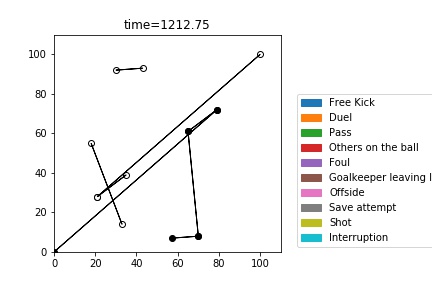 time=1212.75
100
80
60
40
20
0
0 20 40 60 80 100
Free Kick
Duel
Pass
Others on the ball
Foul
Goalkeeper leaving l
Offside
Save attempt
Shot
Interruption